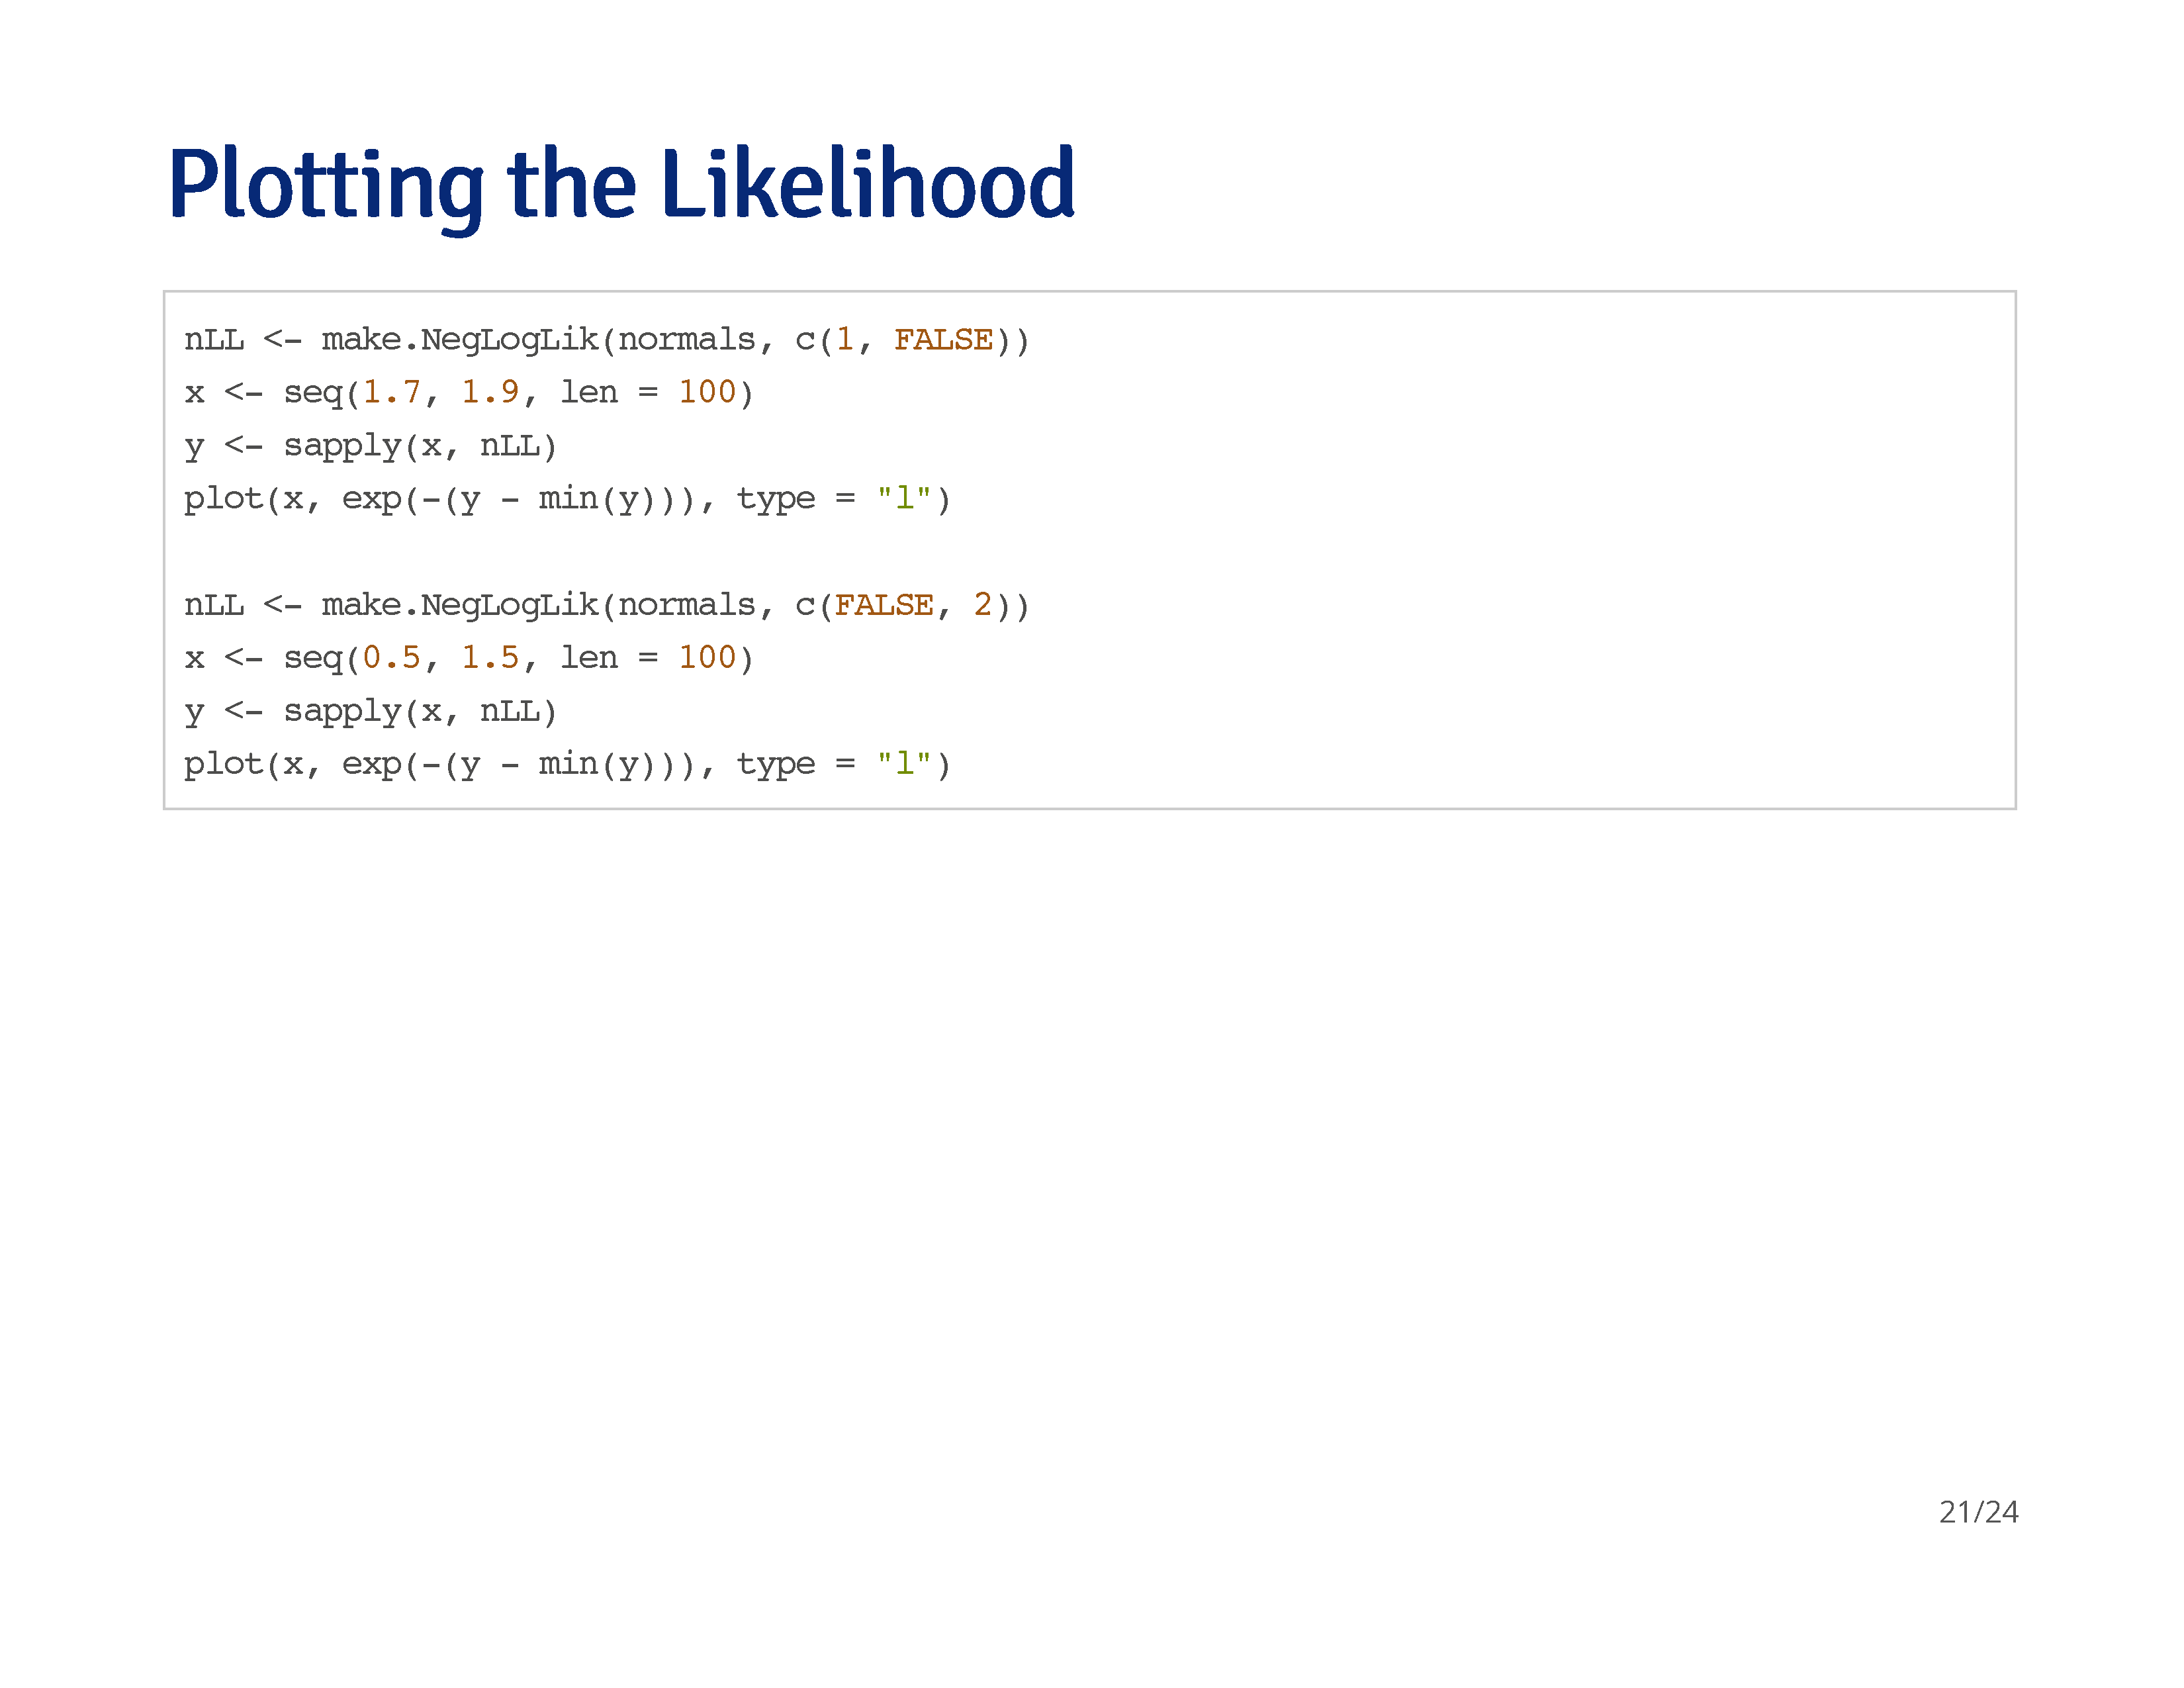 Plotting the Likelihood
nLL <- make.NegLogLik(normals, c(1, FALSE))
x <- seq(1.7, 1.9, len = 100)
y <- sapply(x, nLL)
plot(x, exp(-(y - min(y))), type = "l")
nLL <- make.NegLogLik(normals, c(FALSE, 2))
x <- seq(0.5, 1.5, len = 100)
y <- sapply(x, nLL)
plot(x, exp(-(y - min(y))), type = "l")
21/24